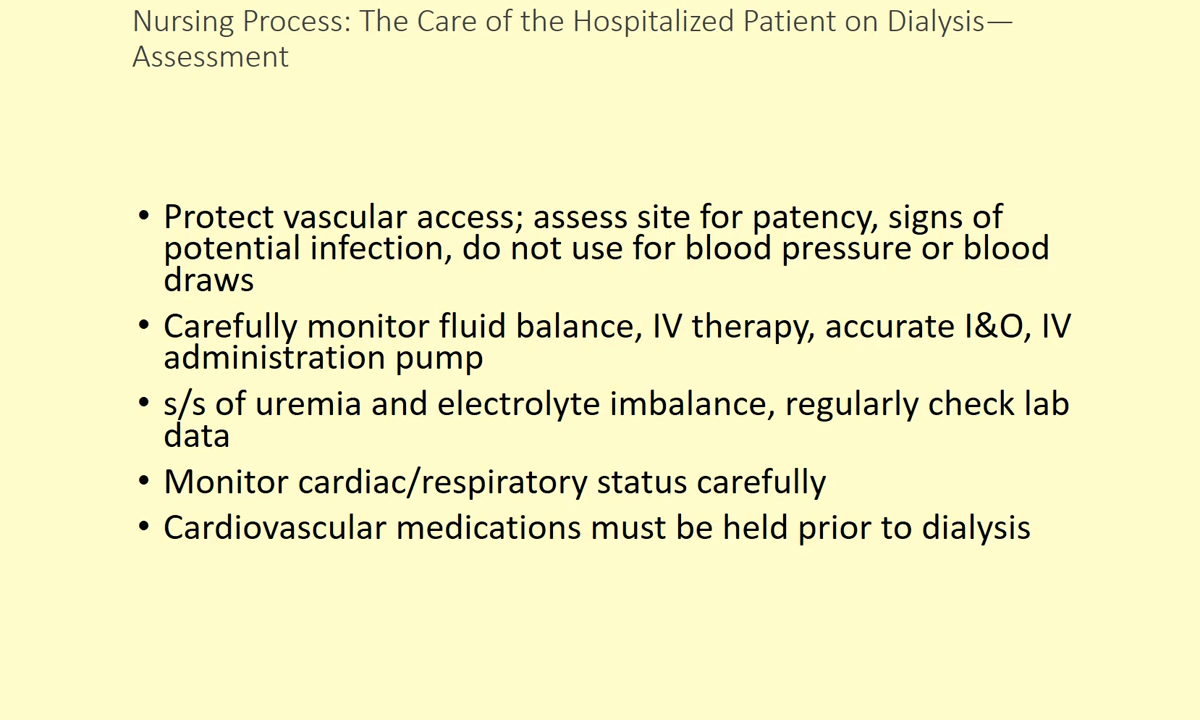 Nursing Process: The Care of the Hospitalized Patient on Dialysis—
Assessment
• Protect vascular access; assess site for patency, signs of
potential infection, do not use for blood pressure or blood
draws
• Carefully monitor fluid balance, IV therapy, accurate I&O, IV
administration pump
• s/s of uremia and electrolyte imbalance, regularly check lab
data
• Monitor cardiac/respiratory status carefully
• Cardiovascular medications must be held prior to dialysis